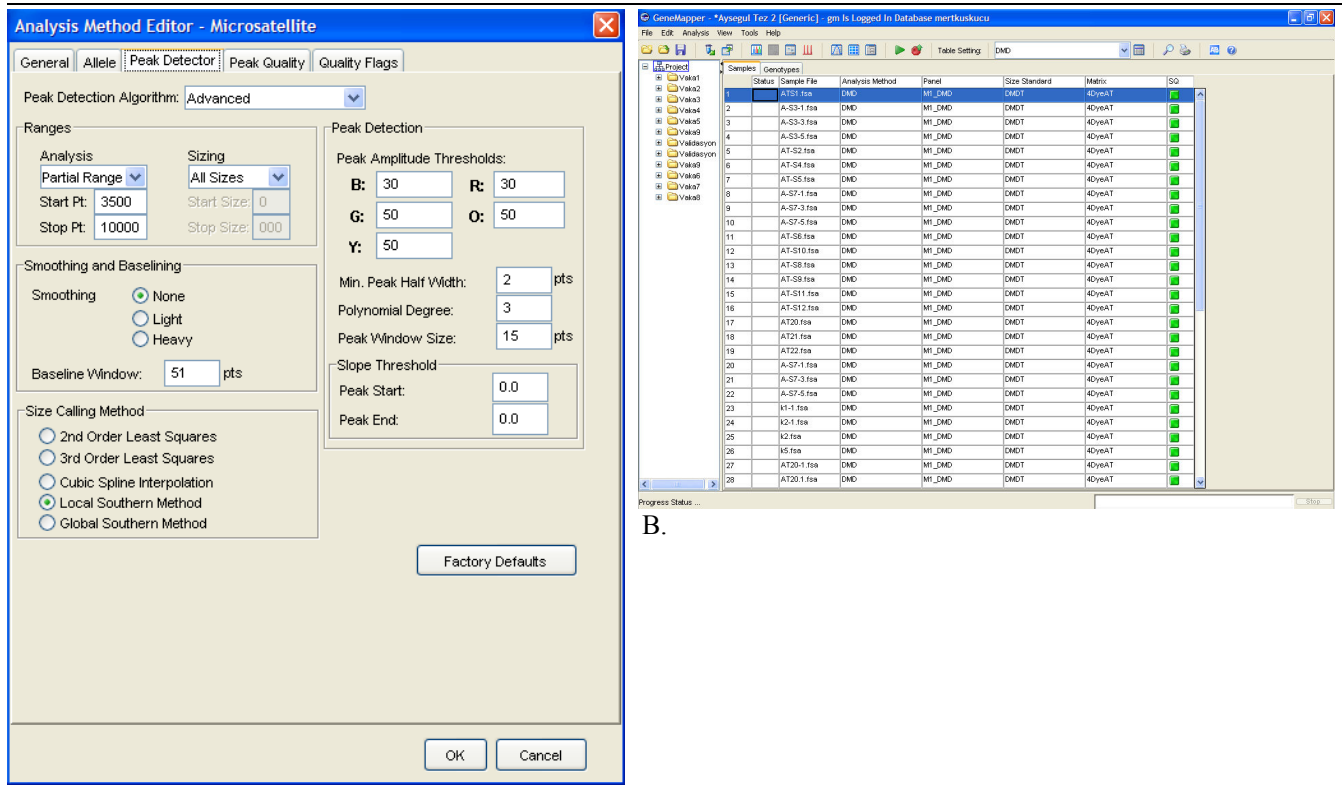 Analysis Method Editor - Microsatellite
General Allele Peak Detector Peak Quality Quality Flags
Peak Detection Algorithm: Advanced
Ranges
Analysis Sizing
Partial Range All Sizes
Start Pt: 3500 Start Size: 0
Stop Pt: 10000 Stop Size: 000
Smoothing and Baselining
Smoothing None
Light
Heavy
Baseline Window: 51 pts
Size Calling Method
2nd Order Least Squares
3rd Order Least Squares
Cubic Spline Interpolation
Local Southern Method
Global Southern Method
Peak Detection
Peak Amplitude Thresholds:
B: 30 R: 30
G: 50 O: 50
Y: 50
Min. Peak Half Width: 2 pts
Polynomial Degree: 3
Peak Window Size: 15 pts
Slope Threshold
Peak Start: 0.0
Peak End: 0.0
Factory Defaults
OK Cancel
GeneMapper - *Aysegul Tez 2 [Generic] - gm Is Logged In Database mertkuskucu
File Edit Analysis View Tools Help
Table Setting: DMD
Project
Vaka1
Vaka2
Vaka3
Vaka4
Vaka5
Vaka9
Validasyon
Validasyon
Vaka9
Vaka6
Vaka7
Vaka8
Samples Genotypes
Status Sample File Analysis Method Panel Size Standard Matrix SQ
1 ATS1.fsa DMD M1_DMD DMDT 4DyeAT
2 A-S3-1.fsa DMD M1_DMD DMDT 4DyeAT
3 A-S3-3.fsa DMD M1_DMD DMDT 4DyeAT
4 A-S3-5.fsa DMD M1_DMD DMDT 4DyeAT
5 AT-S2.fsa DMD M1_DMD DMDT 4DyeAT
6 AT-S4.fsa DMD M1_DMD DMDT 4DyeAT
7 AT-S5.fsa DMD M1_DMD DMDT 4DyeAT
8 A-S7-1.fsa DMD M1_DMD DMDT 4DyeAT
9 A-S7-3.fsa DMD M1_DMD DMDT 4DyeAT
10 A-S7-5.fsa DMD M1_DMD DMDT 4DyeAT
11 AT-S6.fsa DMD M1_DMD DMDT 4DyeAT
12 AT-S10.fsa DMD M1_DMD DMDT 4DyeAT
13 AT-S8.fsa DMD M1_DMD DMDT 4DyeAT
14 AT-S9.fsa DMD M1_DMD DMDT 4DyeAT
15 AT-S11.fsa DMD M1_DMD DMDT 4DyeAT
16 AT-S12.fsa DMD M1_DMD DMDT 4DyeAT
17 AT20.fsa DMD M1_DMD DMDT 4DyeAT
18 AT21.fsa DMD M1_DMD DMDT 4DyeAT
19 AT22.fsa DMD M1_DMD DMDT 4DyeAT
20 A-S7-1.fsa DMD M1_DMD DMDT 4DyeAT
21 A-S7-3.fsa DMD M1_DMD DMDT 4DyeAT
22 A-S7-5.fsa DMD M1_DMD DMDT 4DyeAT
23 k1-1.fsa DMD M1_DMD DMDT 4DyeAT
24 k2-1.fsa DMD M1_DMD DMDT 4DyeAT
25 k2.fsa DMD M1_DMD DMDT 4DyeAT
26 k5.fsa DMD M1_DMD DMDT 4DyeAT
27 AT20-1.fsa DMD M1_DMD DMDT 4DyeAT
28 AT20.1.fsa DMD M1_DMD DMDT 4DyeAT
Progress Status ... Stop
B.